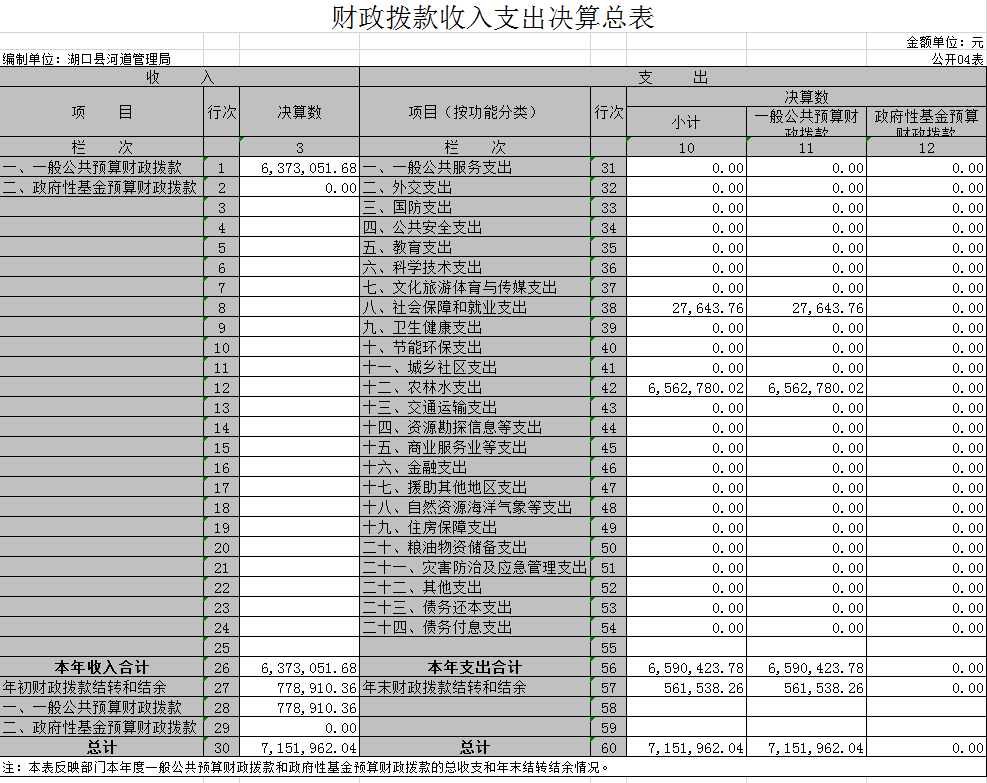 财政拨款收入支出决算总表
金额单位：元
编制单位：湖口县河道管理局 公开04表
收 入 支 出
项 目 行次 决算数 项目（按功能分类） 行次 决算数
小计 一般公共预算财政拨款 政府性基金预算财政拨款
栏 次 3 栏 次 10 11 12
一、一般公共预算财政拨款 1 6,373,051.68 一、一般公共服务支出 31 0.00 0.00 0.00
二、政府性基金预算财政拨款 2 0.00 二、外交支出 32 0.00 0.00 0.00
3 三、国防支出 33 0.00 0.00 0.00
4 四、公共安全支出 34 0.00 0.00 0.00
5 五、教育支出 35 0.00 0.00 0.00
6 六、科学技术支出 36 0.00 0.00 0.00
7 七、文化旅游体育与传媒支出 37 0.00 0.00 0.00
8 八、社会保障和就业支出 38 27,643.76 27,643.76 0.00
9 九、卫生健康支出 39 0.00 0.00 0.00
10 十、节能环保支出 40 0.00 0.00 0.00
11 十一、城乡社区支出 41 0.00 0.00 0.00
12 十二、农林水支出 42 6,562,780.02 6,562,780.02 0.00
13 十三、交通运输支出 43 0.00 0.00 0.00
14 十四、资源勘探信息等支出 44 0.00 0.00 0.00
15 十五、商业服务业等支出 45 0.00 0.00 0.00
16 十六、金融支出 46 0.00 0.00 0.00
17 十七、援助其他地区支出 47 0.00 0.00 0.00
18 十八、自然资源海洋气象等支出 48 0.00 0.00 0.00
19 十九、住房保障支出 49 0.00 0.00 0.00
20 二十、粮油物资储备支出 50 0.00 0.00 0.00
21 二十一、灾害防治及应急管理支出 51 0.00 0.00 0.00
22 二十二、其他支出 52 0.00 0.00 0.00
23 二十三、债务还本支出 53 0.00 0.00 0.00
24 二十四、债务付息支出 54 0.00 0.00 0.00
25 55
本年收入合计 26 6,373,051.68 本年支出合计 56 6,590,423.78 6,590,423.78 0.00
年初财政拨款结转和结余 27 778,910.36 年末财政拨款结转和结余 57 561,538.26 561,538.26 0.00
一、一般公共预算财政拨款 28 778,910.36 58
二、政府性基金预算财政拨款 29 0.00 59
总计 30 7,151,962.04 总计 60 7,151,962.04 7,151,962.04 0.00
注：本表反映部门本年度一般公共预算财政拨款和政府性基金预算财政拨款的总收支和年末结转结余情况。